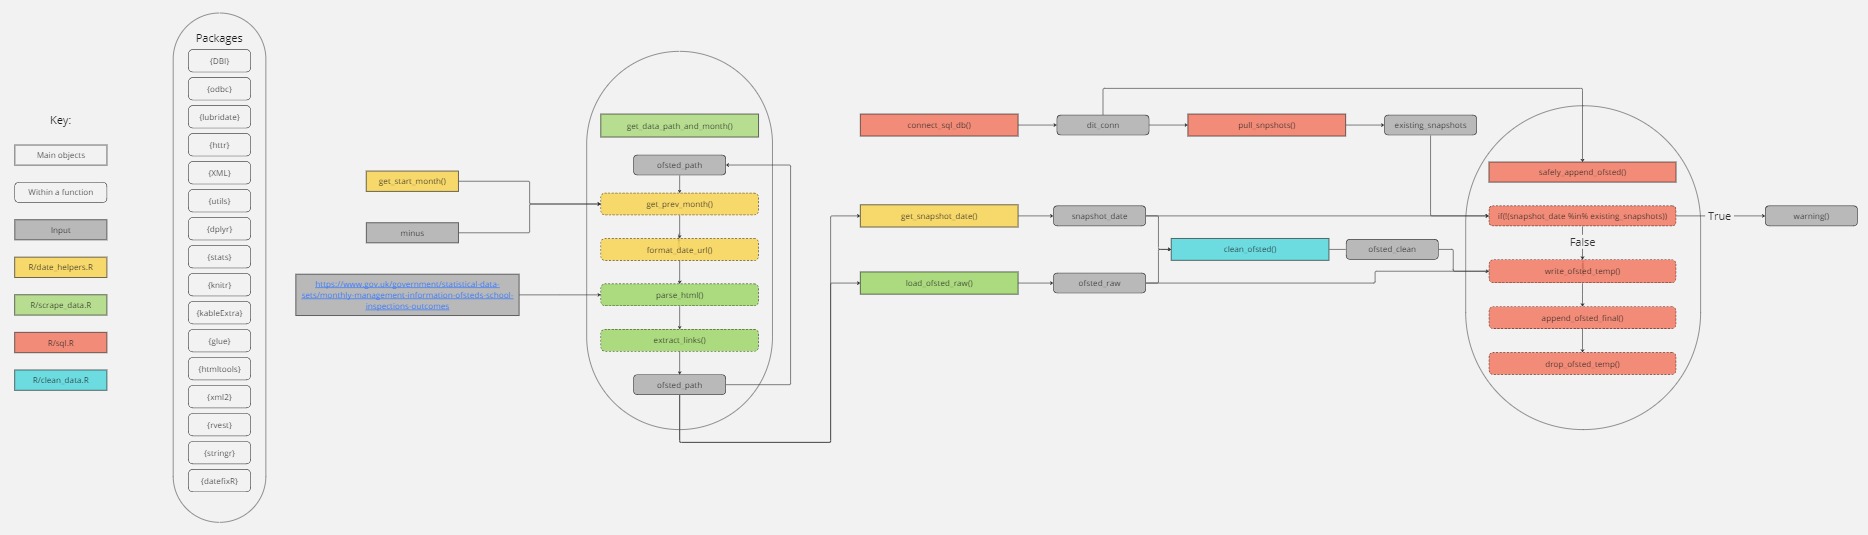 Key:
Main objects
Within a function
Input
R/date_helpers.R
R/scrape_data.R
R/sql.R
R/clean_data.R
Packages
{DBI}
{odbc}
{lubridate}
{httr}
{XML}
{utils}
{dplyr}
{stats}
{knitr}
{kableExtra}
{glue}
{htmltools}
{xml2}
{rvest}
{stringr}
{datefixR}
get_start_month()
minus
https://www.gov.uk/government/statistical-data-
sets/monthly-management-information-ofsteds-school-
inspections-outcomes
get_data_path_and_month()
ofsted_path
get_prev_month()
format_date_url()
parse_html()
extract_links()
ofsted_path
connect_sql_db()
dit_conn
pull_snpshots()
existing_snapshots
get_snapshot_date()
snapshot_date
clean_ofsted()
ofsted_clean
load_ofsted_raw()
ofsted_raw
safely_append_ofsted()
if(!(snapshot_date %in% existing_snapshots))
True
warning()
False
write_ofsted_temp()
append_ofsted_final()
drop_ofsted_temp()